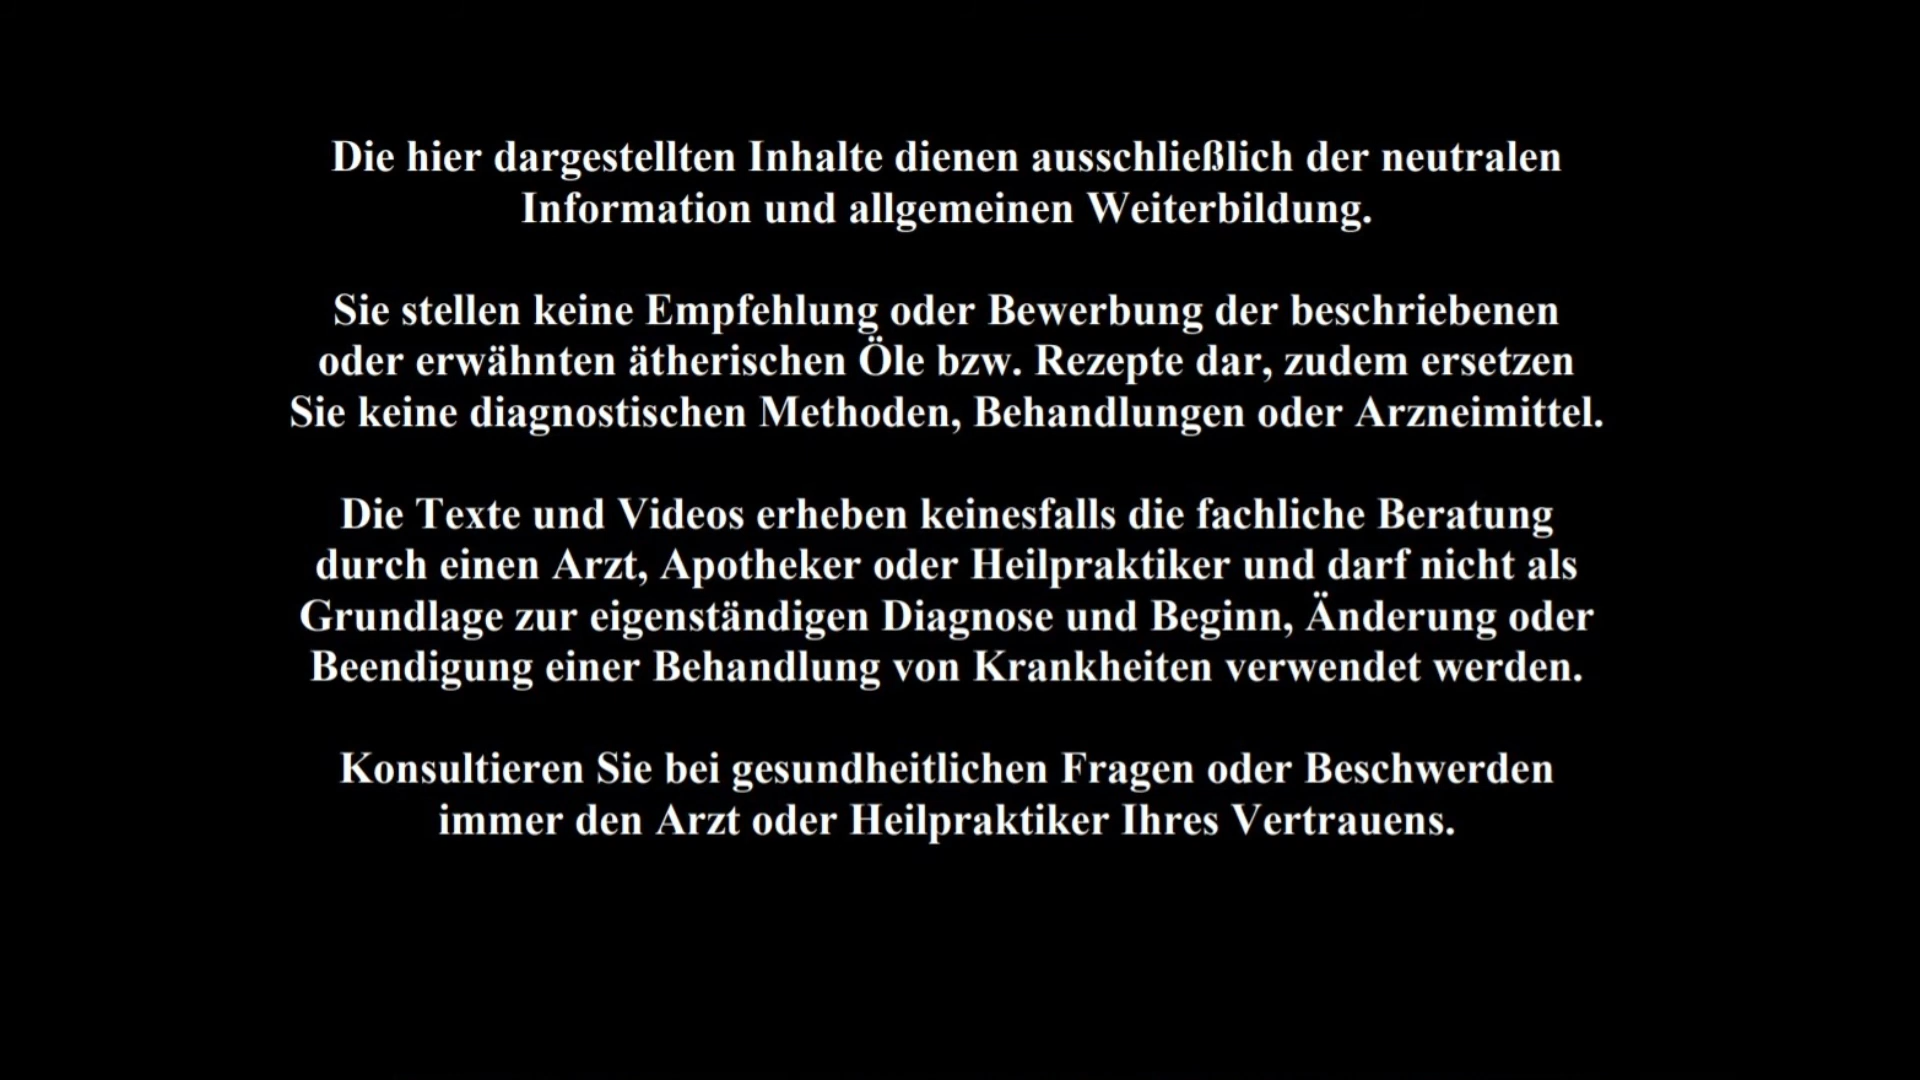 Die hier dargestellten Inhalte dienen ausschließlich der neutralen
Information und allgemeinen Weiterbildung.
Sie stellen keine Empfehlung oder Bewerbung der beschriebenen
oder erwähnten ätherischen Öle bzw. Rezepte dar, zudem ersetzen
Sie keine diagnostischen Methoden, Behandlungen oder Arzneimittel.
Die Texte und Videos erheben keinesfalls die fachliche Beratung
durch einen Arzt, Apotheker oder Heilpraktiker und darf nicht als
Grundlage zur eigenständigen Diagnose und Beginn, Änderung oder
Beendigung einer Behandlung von Krankheiten verwendet werden.
Konsultieren Sie bei gesundheitlichen Fragen oder Beschwerden
immer den Arzt oder Heilpraktiker Ihres Vertrauens.